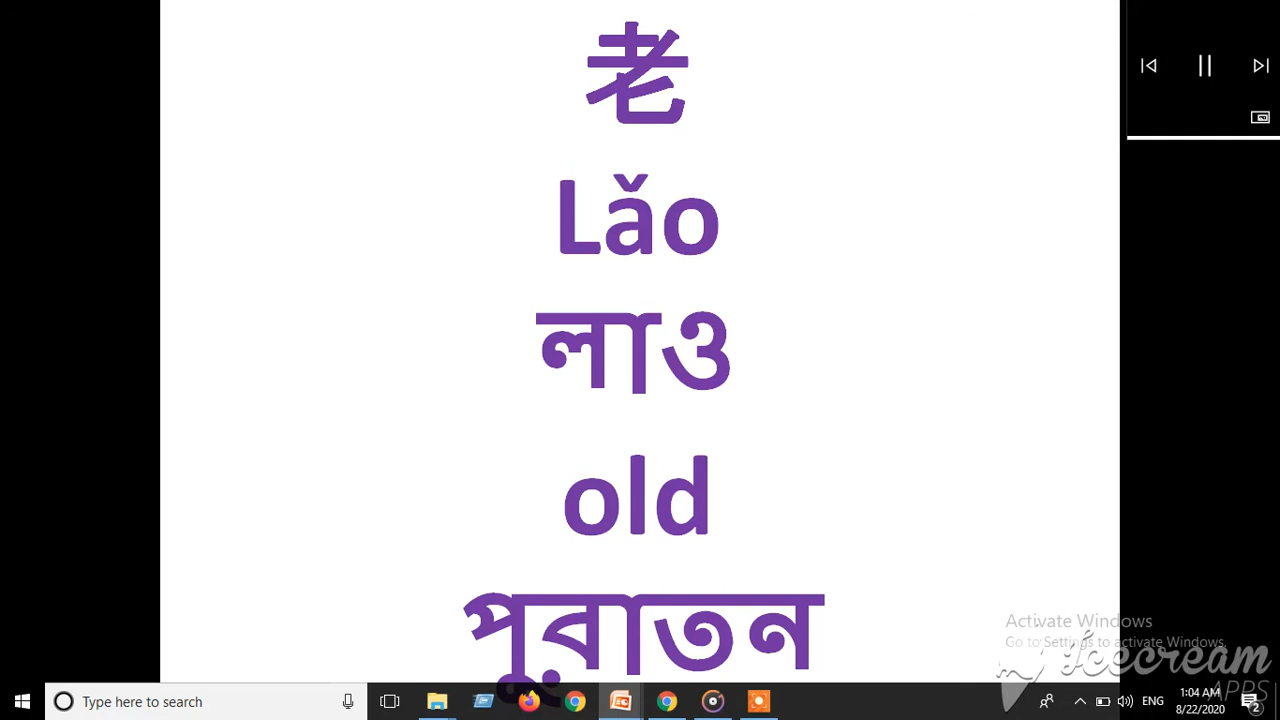 老
Lǎo
লাও
old
পুরাতন
Activate Windows
Go to Settings to activate Windows.
Icecream
APPS
Type here to search
ENG
1:04 AM
8/22/2020
2